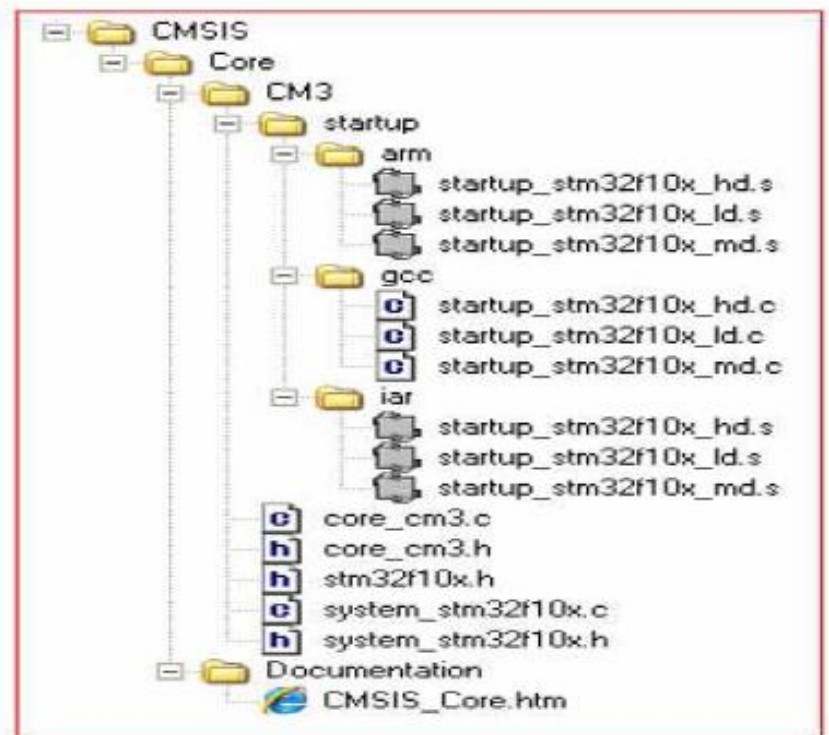 CMSIS
Core
CM3
startup
arm
startup_stm32f10x_hd.s
startup_stm32f10x_ld.s
startup_stm32f10x_md.s
gcc
startup_stm32f10x_hd.c
startup_stm32f10x_ld.c
startup_stm32f10x_md.c
iar
startup_stm32f10x_hd.s
startup_stm32f10x_ld.s
startup_stm32f10x_md.s
core_cm3.c
core_cm3.h
stm32f10x.h
system_stm32f10x.c
system_stm32f10x.h
Documentation
CMSIS_Core.htm